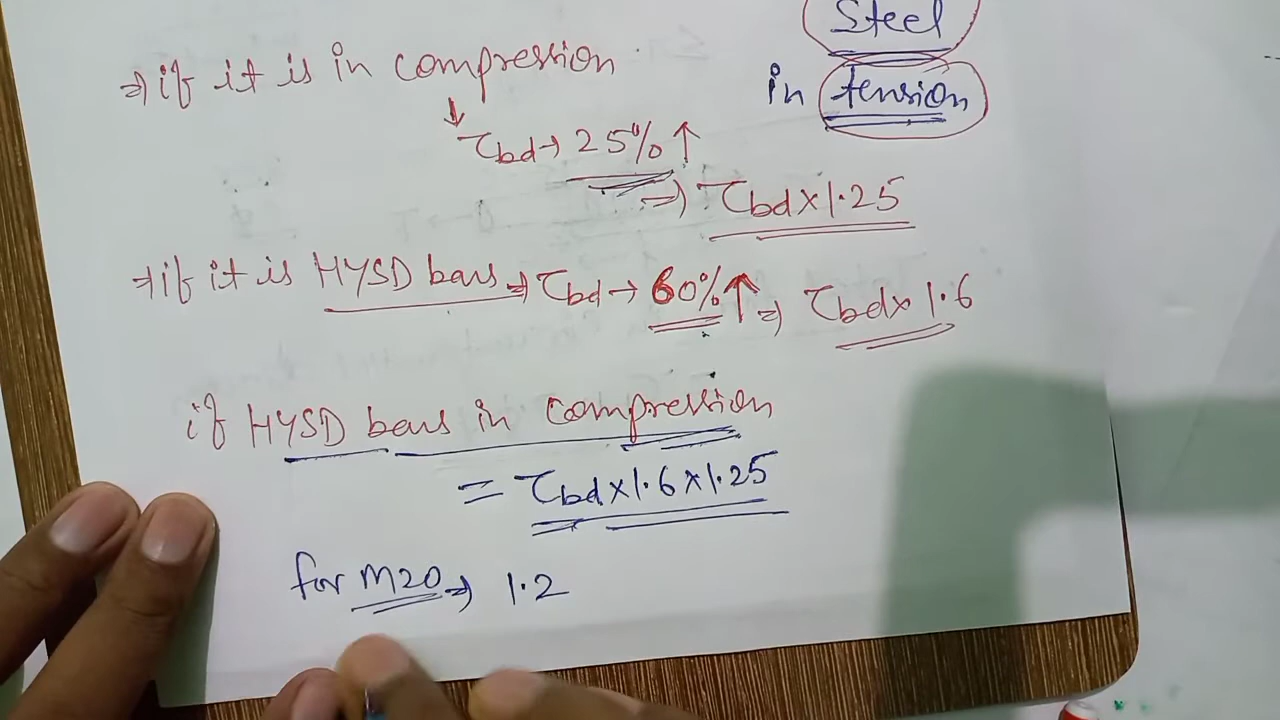 Steel
in tension
⇒ if it is in compression
↓
τbd → 25% ↑
⇒ τbd x 1.25
⇒ if it is HYSD bars ⇒ τbd → 60% ↑ ⇒ τbd x 1.6
if HYSD bars in compression
= τbd x 1.6 x 1.25
for M20 ⇒ 1.2